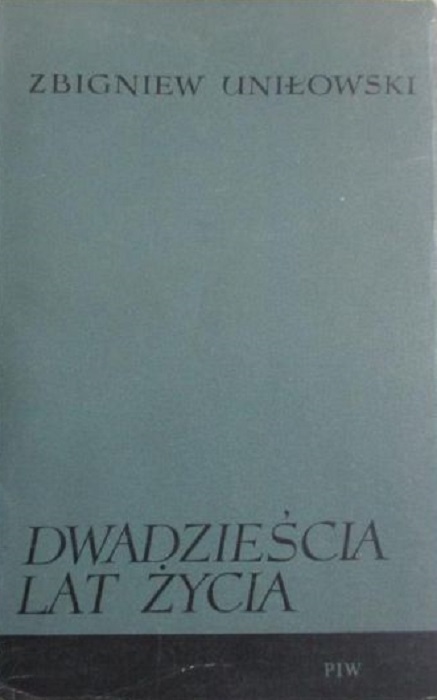 ZBIGNIEW UNIŁOWSKI
DWADZIEŚCIA
LAT ŻYCIA
PIW